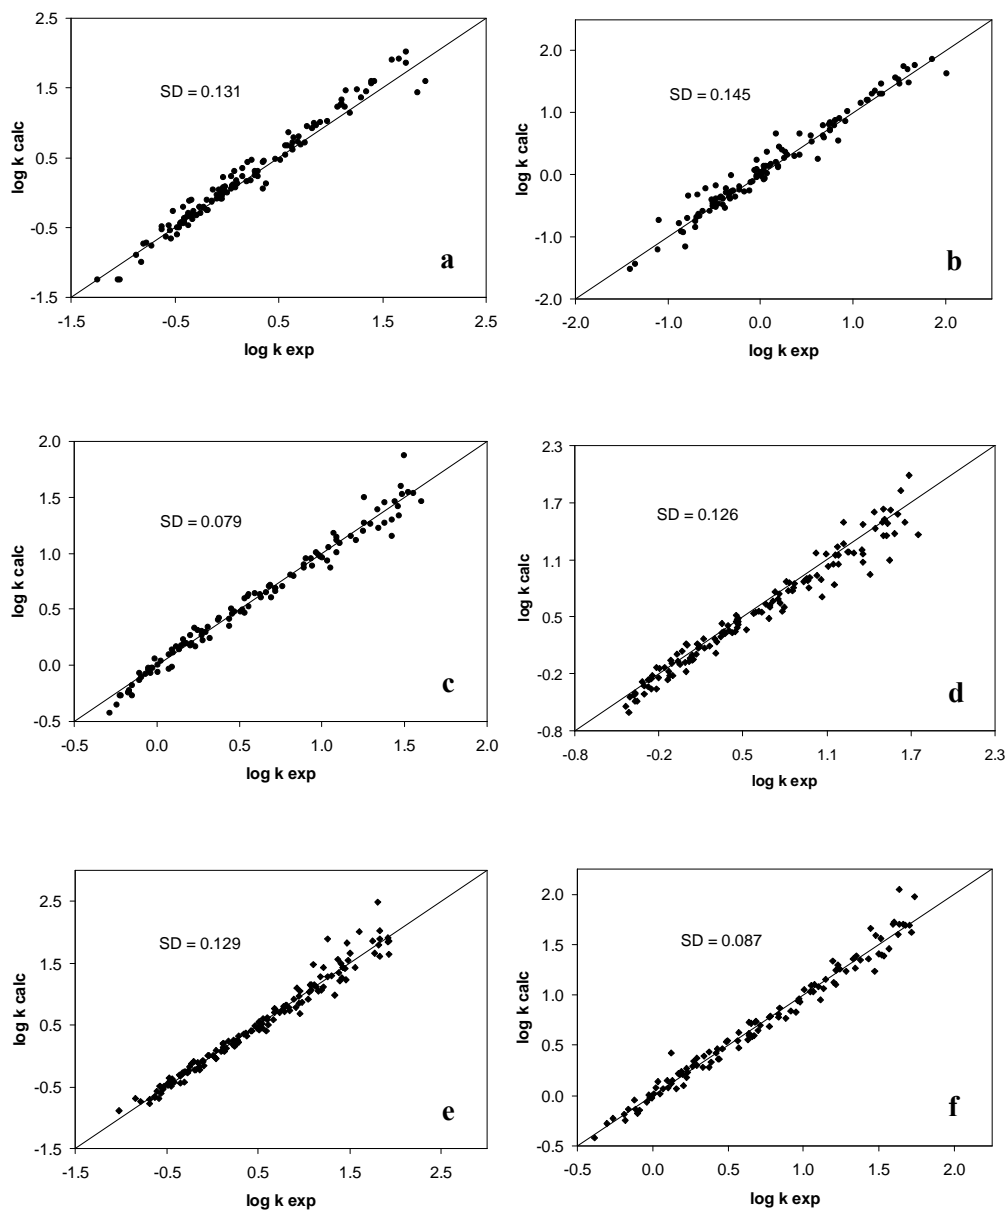 2.5
1.5
0.5
-0.5
-1.5
log k calc
SD = 0.131
a
-1.5 -0.5 0.5 1.5 2.5
log k exp
2.0
1.0
0.0
-1.0
-2.0
log k calc
SD = 0.145
b
-2.0 -1.0 0.0 1.0 2.0
log k exp
2.0
1.5
1.0
0.5
0.0
-0.5
log k calc
SD = 0.079
c
-0.5 0.0 0.5 1.0 1.5 2.0
log k exp
2.3
1.7
1.1
0.5
-0.2
-0.8
log k calc
SD = 0.126
d
-0.8 -0.2 0.5 1.1 1.7 2.3
log k exp
2.5
1.5
0.5
-0.5
-1.5
log k calc
SD = 0.129
e
-1.5 -0.5 0.5 1.5 2.5
log k exp
2.0
1.5
1.0
0.5
0.0
-0.5
log k calc
SD = 0.087
f
-0.5 0.0 0.5 1.0 1.5 2.0
log k exp